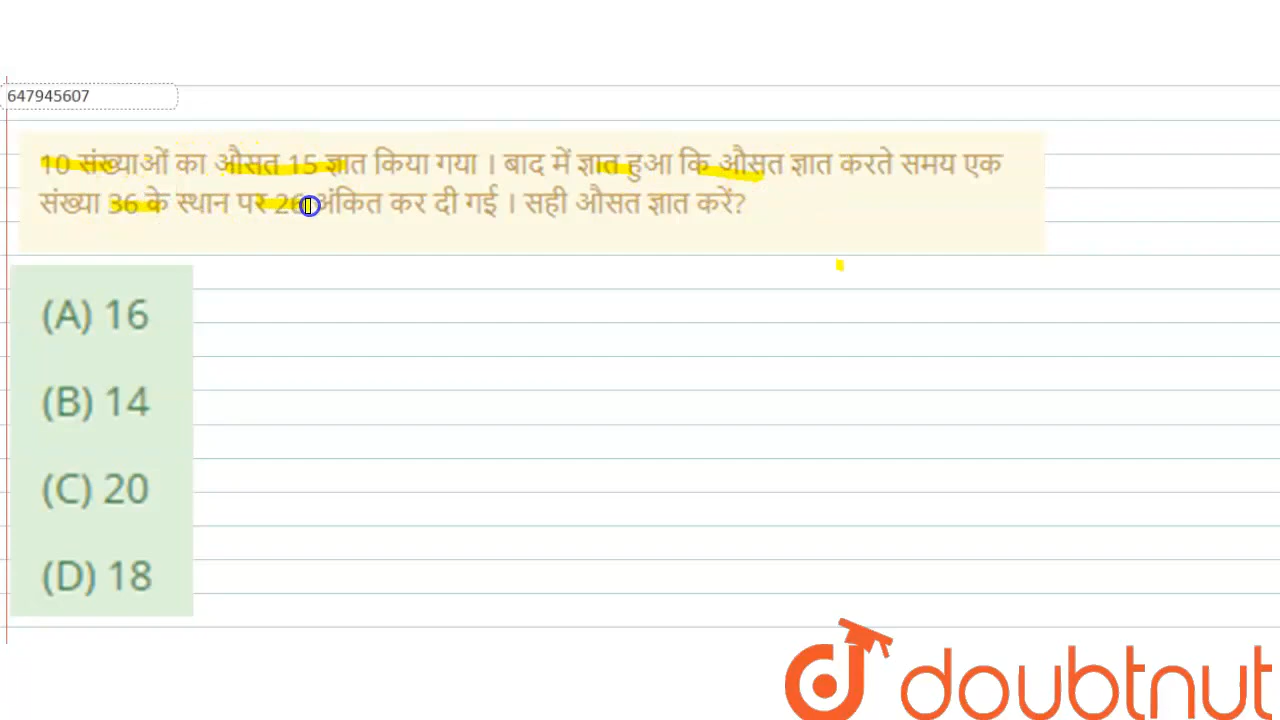 647945607
10 संख्याओं का औसत 15 ज्ञात किया गया । बाद में ज्ञात हुआ कि औसत ज्ञात करते समय एक
संख्या 36 के स्थान पर 26 अंकित कर दी गई । सही औसत ज्ञात करें?
(A) 16
(B) 14
(C) 20
(D) 18
doubtnut